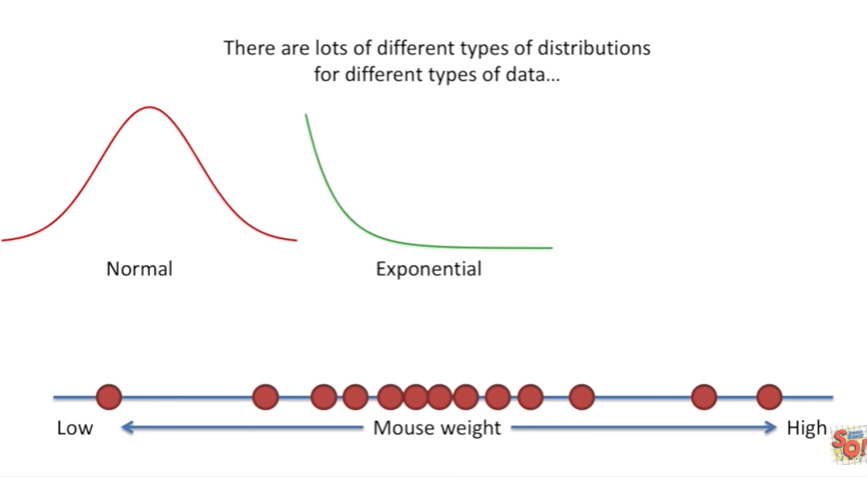 There are lots of different types of distributions
for different types of data...
Normal
Exponential
Low
Mouse weight
High
SQ!